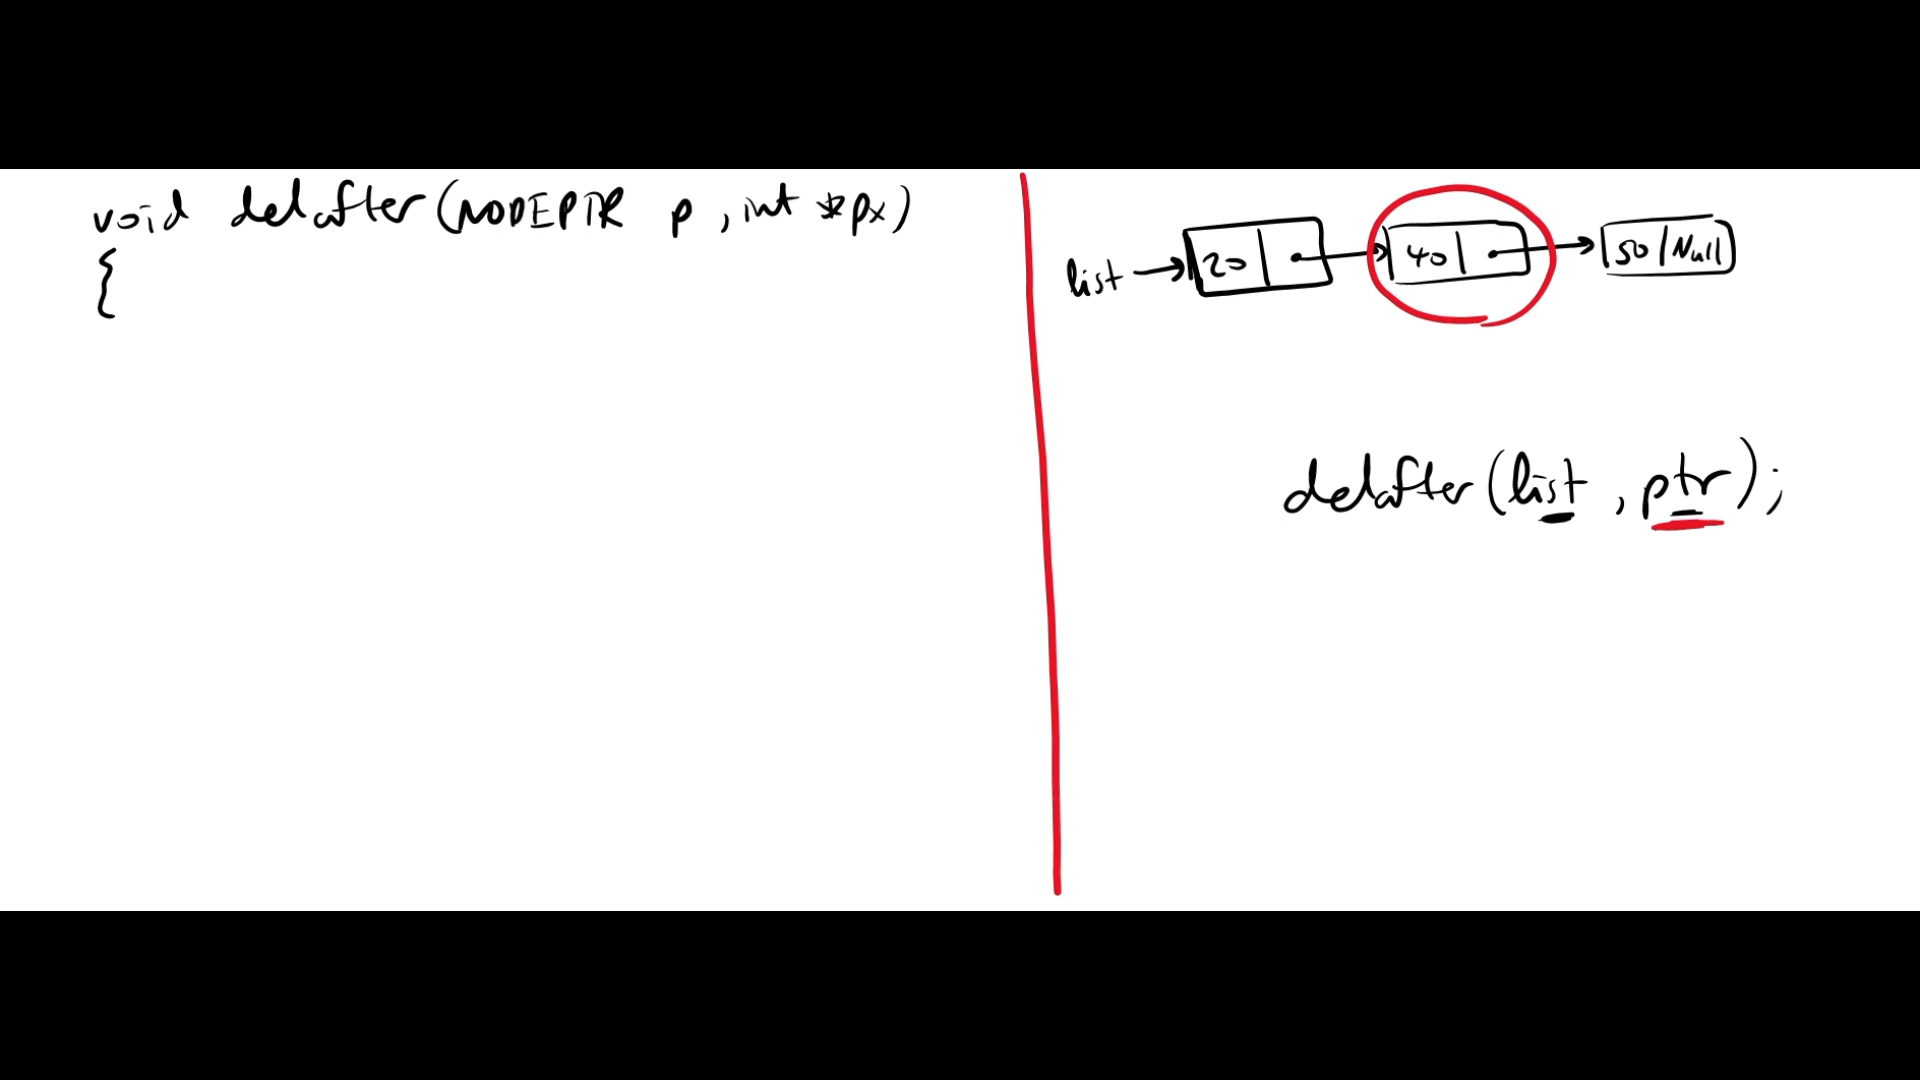 void delafter(NODEPTR p, int *px)
{
list → 20 40 50 Null
delafter(list, ptr);